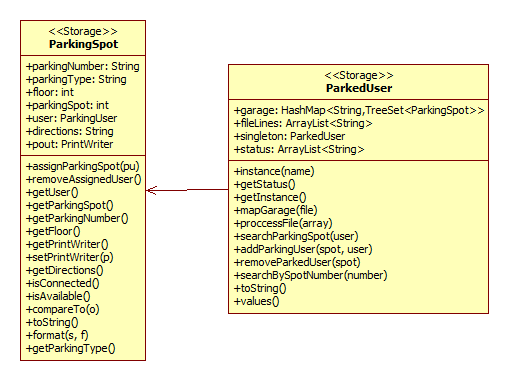 <<Storage>>
ParkingSpot
+parkingNumber: String
+parkingType: String
+floor: int
+parkingSpot: int
+user: ParkingUser
+directions: String
+pout: PrintWriter
+assignParkingSpot(pu)
+removeAssignedUser()
+getUser()
+getParkingSpot()
+getParkingNumber()
+getFloor()
+getPrintWriter()
+setPrintWriter(p)
+getDirections()
+isConnected()
+isAvailable()
+compareTo(o)
+toString()
+format(s, f)
+getParkingType()
<<Storage>>
ParkedUser
+garage: HashMap<String,TreeSet<ParkingSpot>>
+fileLines: ArrayList<String>
+singleton: ParkedUser
+status: ArrayList<String>
+instance(name)
+getStatus()
+getInstance()
+mapGarage(file)
+proccessFile(array)
+searchParkingSpot(user)
+addParkingUser(spot, user)
+removeParkedUser(spot)
+searchBySpotNumber(number)
+toString()
+values()